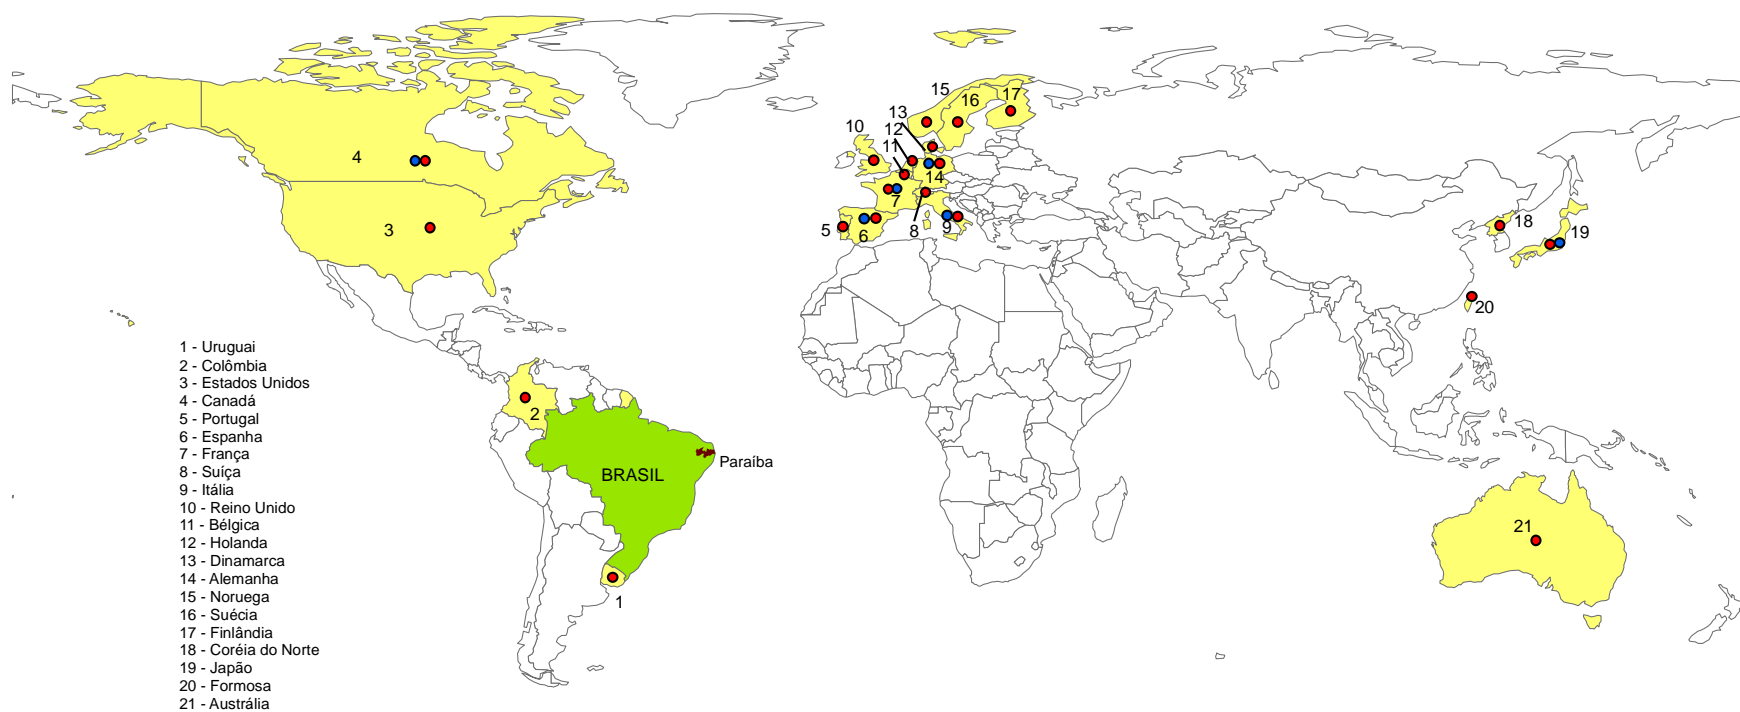 15
16
17
13
12
10
11
4
14
7
3
5
6
8
9
18
19
20
1 - Uruguai
2 - Colômbia
3 - Estados Unidos
4 - Canadá
5 - Portugal
6 - Espanha
7 - França
8 - Suíça
9 - Itália
10 - Reino Unido
11 - Bélgica
12 - Holanda
13 - Dinamarca
14 - Alemanha
15 - Noruega
16 - Suécia
17 - Finlândia
18 - Coréia do Norte
19 - Japão
20 - Formosa
21 - Austrália
2
Paraíba
BRASIL
21
1